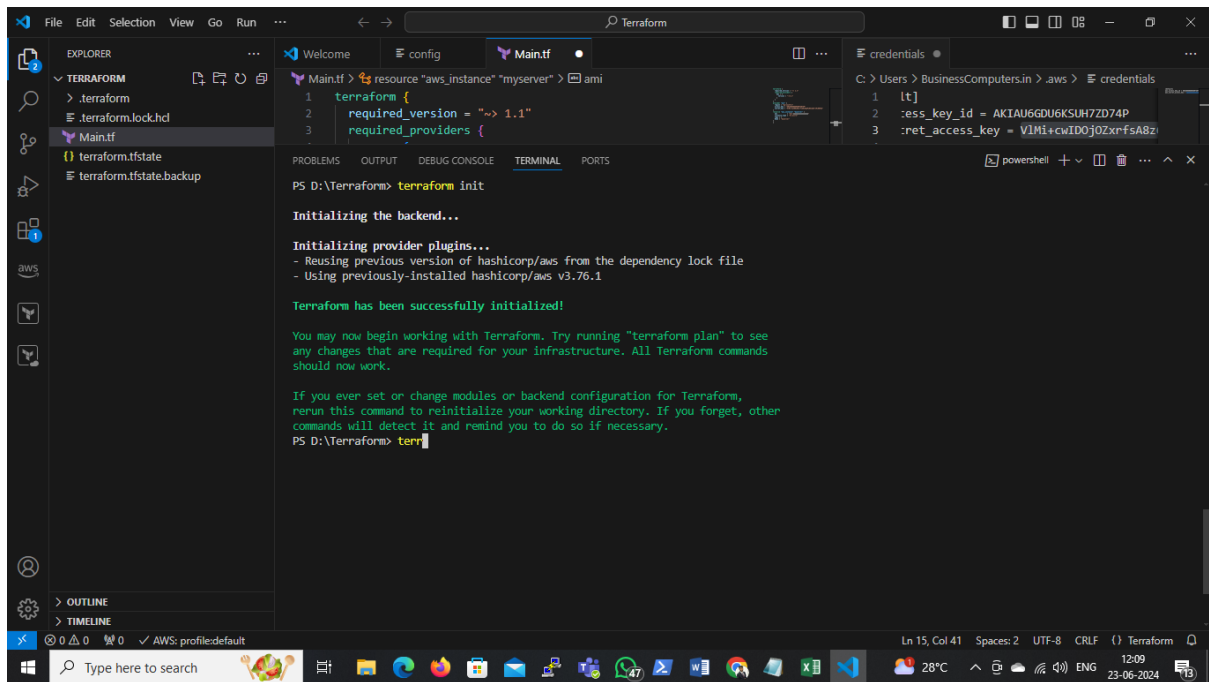 File Edit Selection View Go Run ··· Terraform
EXPLORER ···
TERRAFORM
.terraform
.terraform.lock.hcl
Main.tf
terraform.tfstate
terraform.tfstate.backup
OUTLINE
TIMELINE
Welcome config Main.tf
Main.tf > resource "aws_instance" "myserver" > ami
1 terraform {
2 required_version = "~> 1.1"
3 required_providers {
credentials
C: > Users > BusinessComputers.in > .aws > credentials
1 lt]
2 :ess_key_id = AKIAU6GDU6KSUH7ZD74P
3 :ret_access_key = VlMi+cwIDOjOZxrfsA8z
PROBLEMS OUTPUT DEBUG CONSOLE TERMINAL PORTS powershell
PS D:\Terraform> terraform init
Initializing the backend...
Initializing provider plugins...
- Reusing previous version of hashicorp/aws from the dependency lock file
- Using previously-installed hashicorp/aws v3.76.1
Terraform has been successfully initialized!
You may now begin working with Terraform. Try running "terraform plan" to see
any changes that are required for your infrastructure. All Terraform commands
should now work.
If you ever set or change modules or backend configuration for Terraform,
rerun this command to reinitialize your working directory. If you forget, other
commands will detect it and remind you to do so if necessary.
PS D:\Terraform> terr
2
1
aws
0 0 0 AWS: profile:default Ln 15, Col 41 Spaces: 2 UTF-8 CRLF {} Terraform
Type here to search 47 28°C ENG 12:09
23-06-2024 13